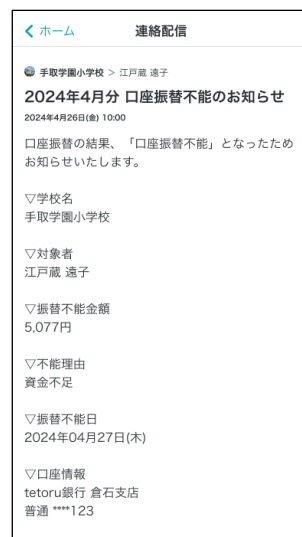 ホーム
連絡配信
手取学園小学校 > 江戸蔵 遠子
2024年4月分 口座振替不能のお知らせ
2024年4月26日(金) 10:00
口座振替の結果、「口座振替不能」となったため
お知らせいたします。
▽学校名
手取学園小学校
▽対象者
江戸蔵 遠子
▽振替不能金額
5,077円
▽不能理由
資金不足
▽振替不能日
2024年04月27日(木)
▽口座情報
tetoru銀行 倉石支店
普通 ****123